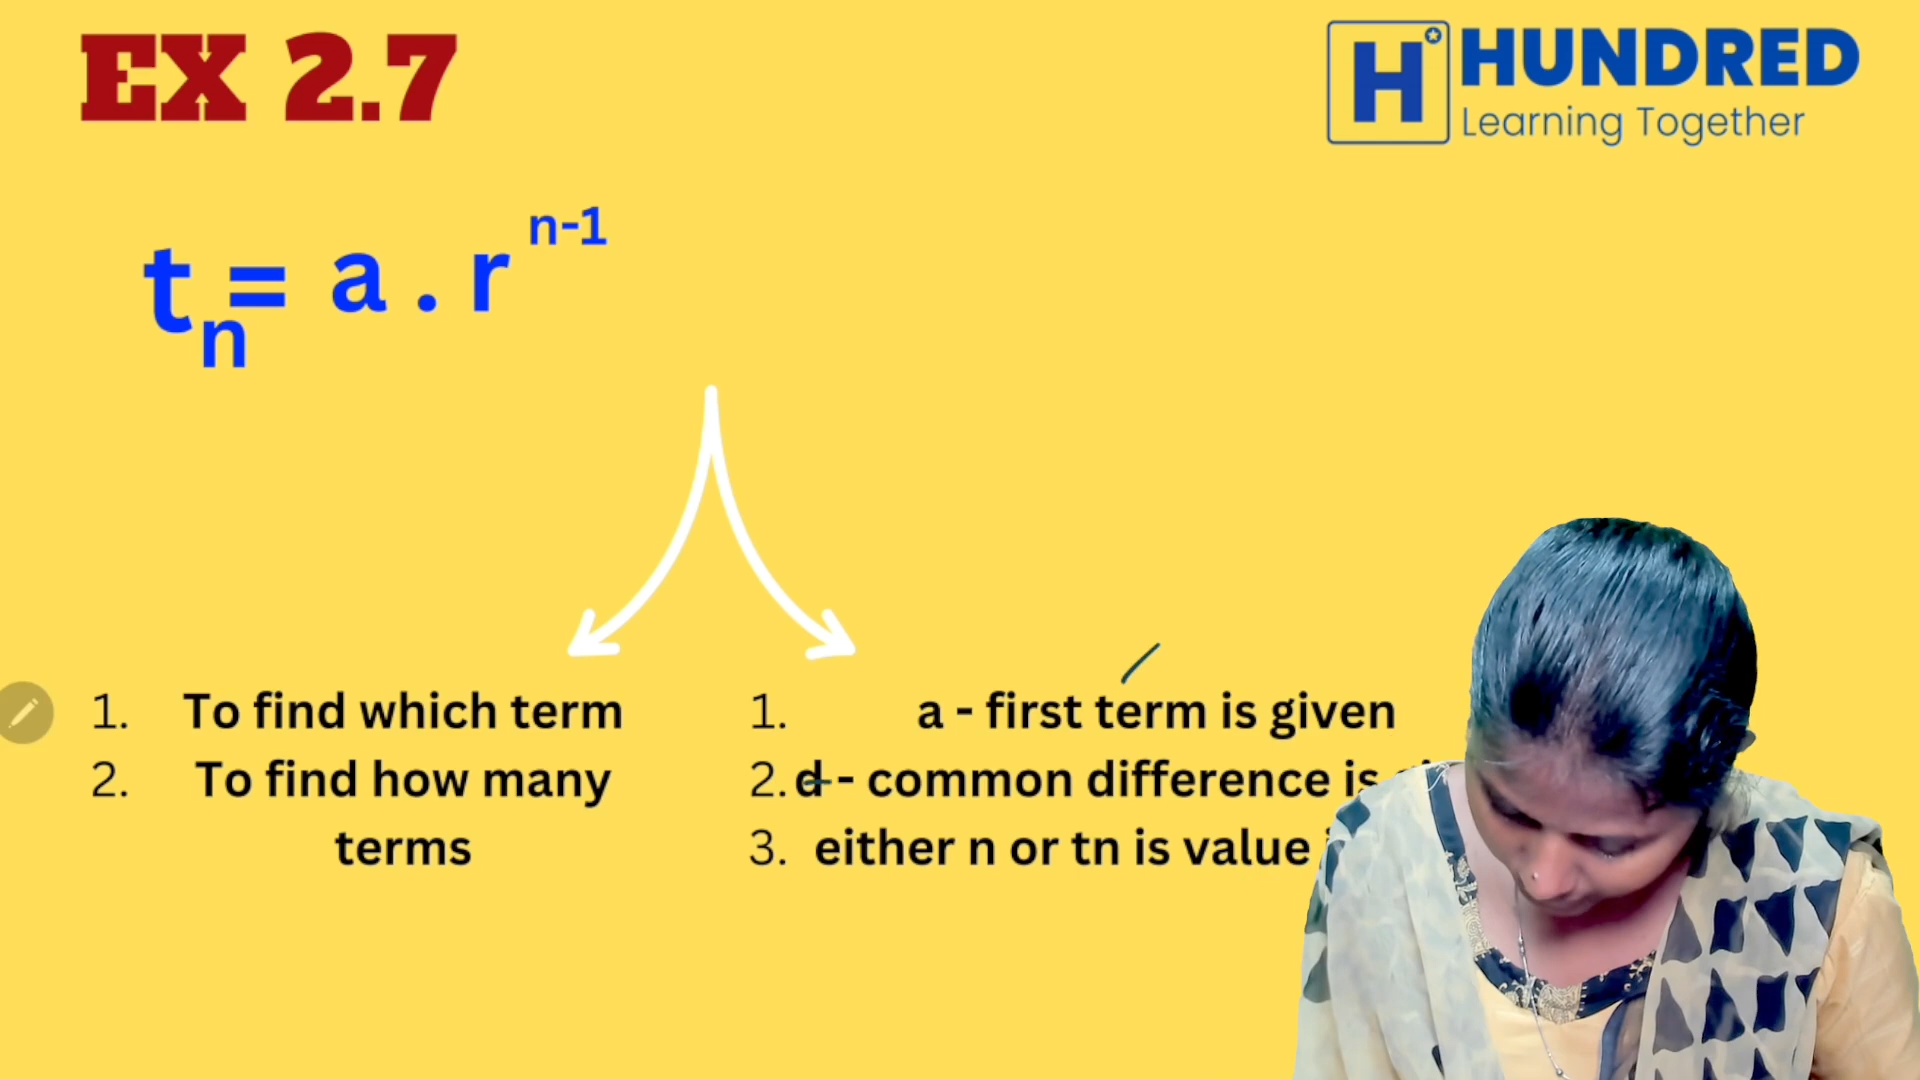 EX 2.7
H HUNDRED
Learning Together
tn = a . r^n-1
1. To find which term
2. To find how many
terms
1. a - first term is given
2. d - common difference is
3. either n or tn is value